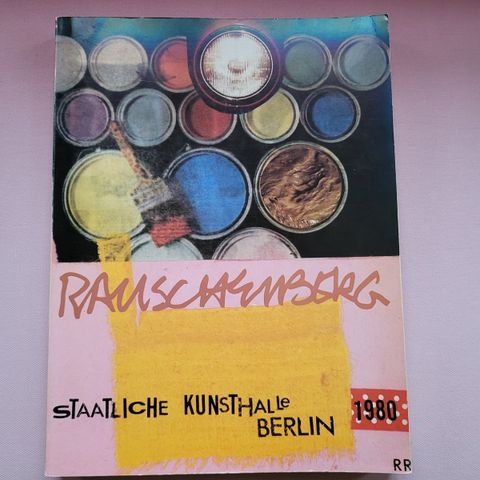 RAUSCHENBERG
STAATLICHE KUNSTHALLE
BERLIN
1980
RR